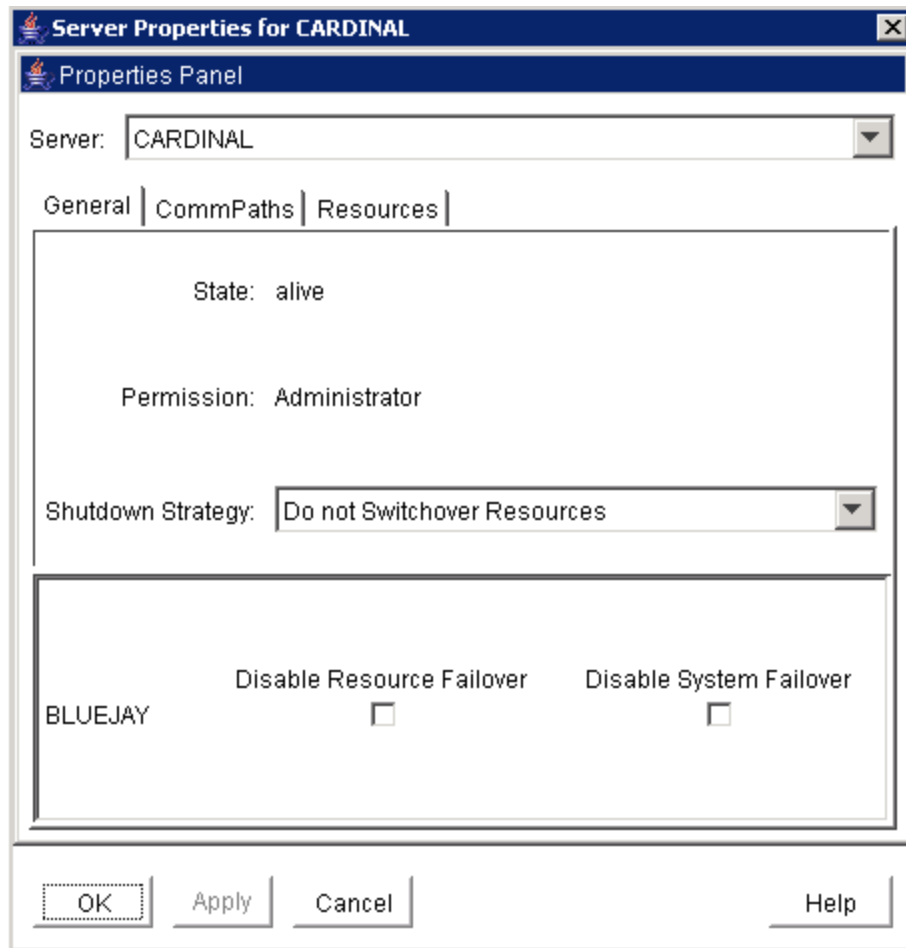 Server Properties for CARDINAL
Properties Panel
Server: CARDINAL
General CommPaths Resources
State: alive
Permission: Administrator
Shutdown Strategy: Do not Switchover Resources
Disable Resource Failover Disable System Failover
BLUEJAY
OK Apply Cancel Help